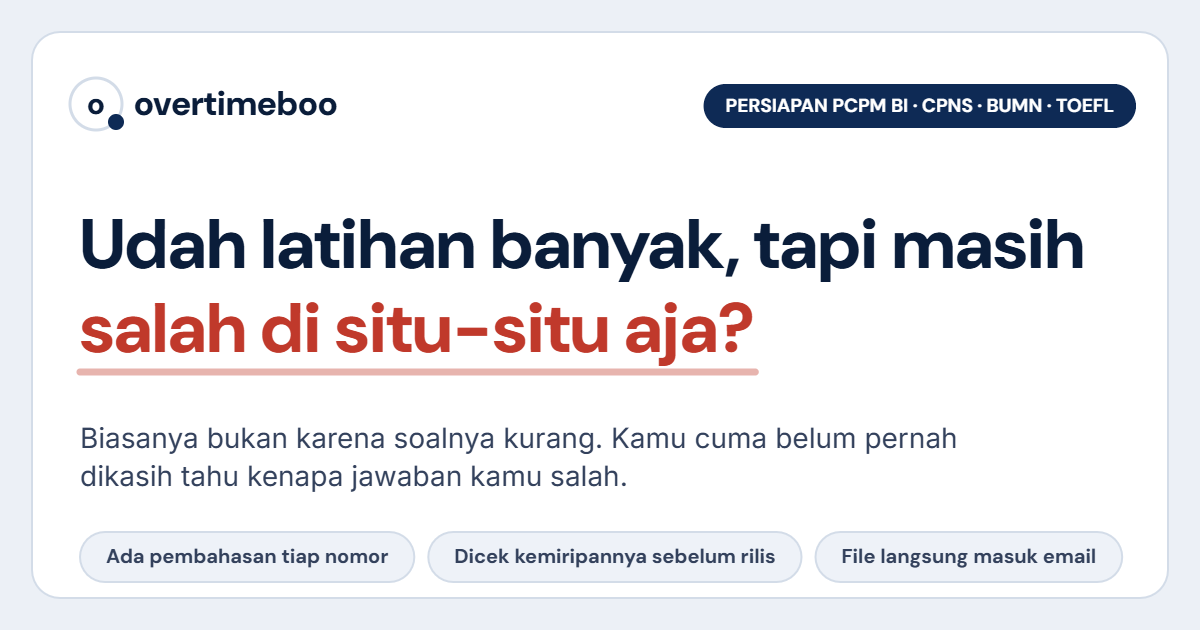 o overtimeboo
PERSIAPAN PCPM BI · CPNS · BUMN · TOEFL
Udah latihan banyak, tapi masih
salah di situ-situ aja?
Biasanya bukan karena soalnya kurang. Kamu cuma belum pernah
dikasih tahu kenapa jawaban kamu salah.
Ada pembahasan tiap nomor
Dicek kemiripannya sebelum rilis
File langsung masuk email